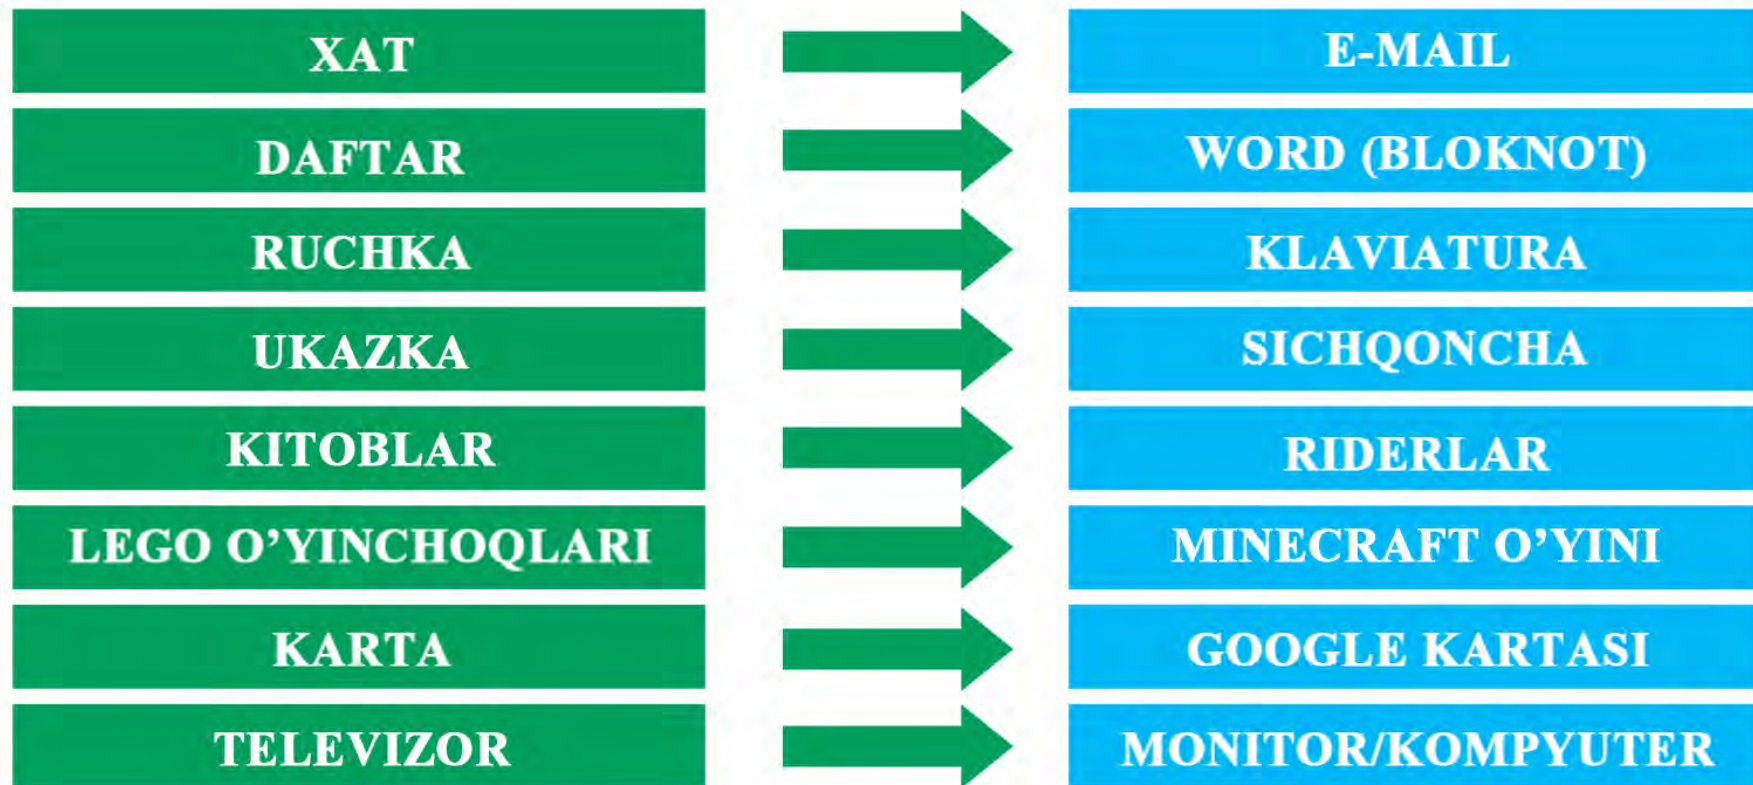 XAT
E-MAIL
DAFTAR
WORD (BLOKNOT)
RUCHKA
KLAVIATURA
UKAZKA
SICHQONCHA
KITOBLAR
RIDERLAR
LEGO O’YINCHOQLARI
MINECRAFT O’YINI
KARTA
GOOGLE KARTASI
TELEVIZOR
MONITOR/KOMPYUTER